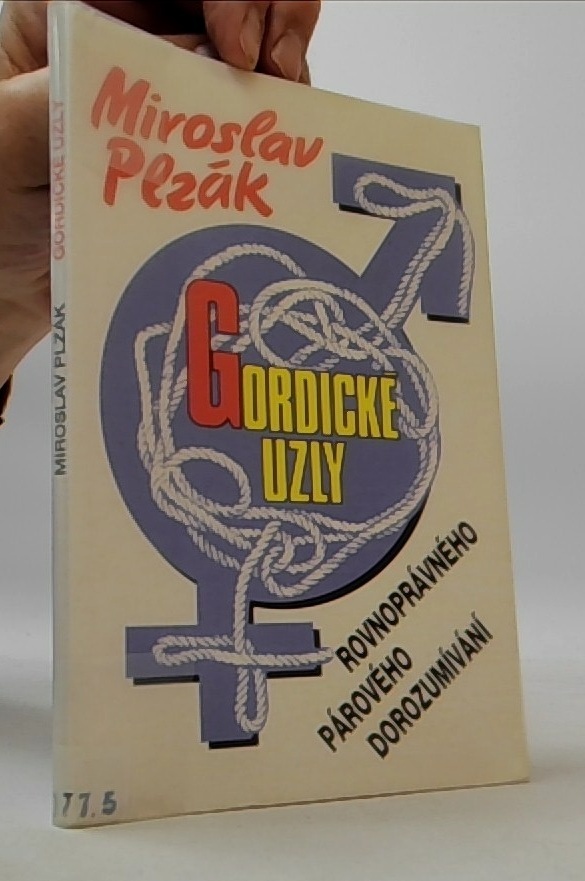 Miroslav
Plzák
GORDICKÉ
UZLY
ROVNOPRÁVNÉHO
PÁROVÉHO
DOROZUMÍVÁNÍ
MIROSLAV PLZÁK GORDICKÉ UZLY
77.5